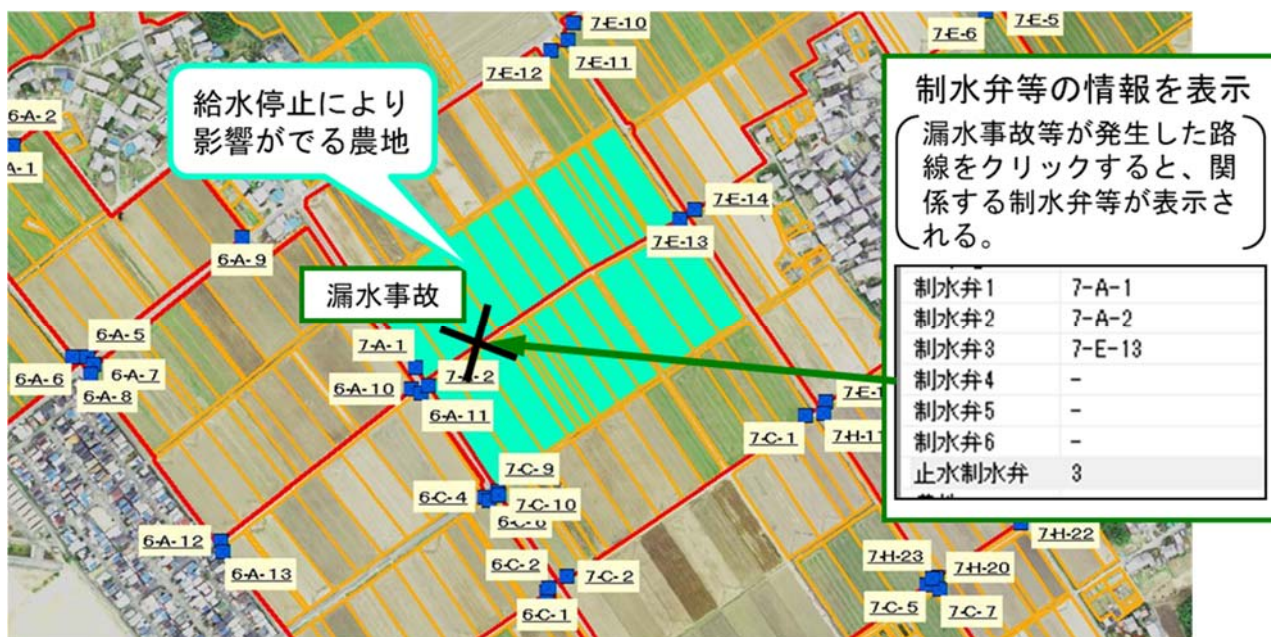 7-E-10
7-E-6
7-E-5
7-E-12
7-E-11
給水停止により
影響がでる農地
制水弁等の情報を表示
漏水事故等が発生した路
線をクリックすると、関
係する制水弁等が表示さ
れる。
6-A-2
A-1
7-E-14
7-E-13
6-A-9
漏水事故
制水弁1 7-A-1
制水弁2 7-A-2
制水弁3 7-E-13
制水弁4 -
制水弁5 -
制水弁6 -
止水制水弁 3
6-A-5
6-A-6
6-A-7
6-A-8
7-A-1
6-A-10
6-A-11
7-E-1
7-C-1
7-H-11
7-C-9
6-C-4
7-C-10
6-A-12
6-A-13
6-C-2
7-C-2
6-C-1
7-H-22
7-H-23
7-H-20
7-C-5
7-C-7